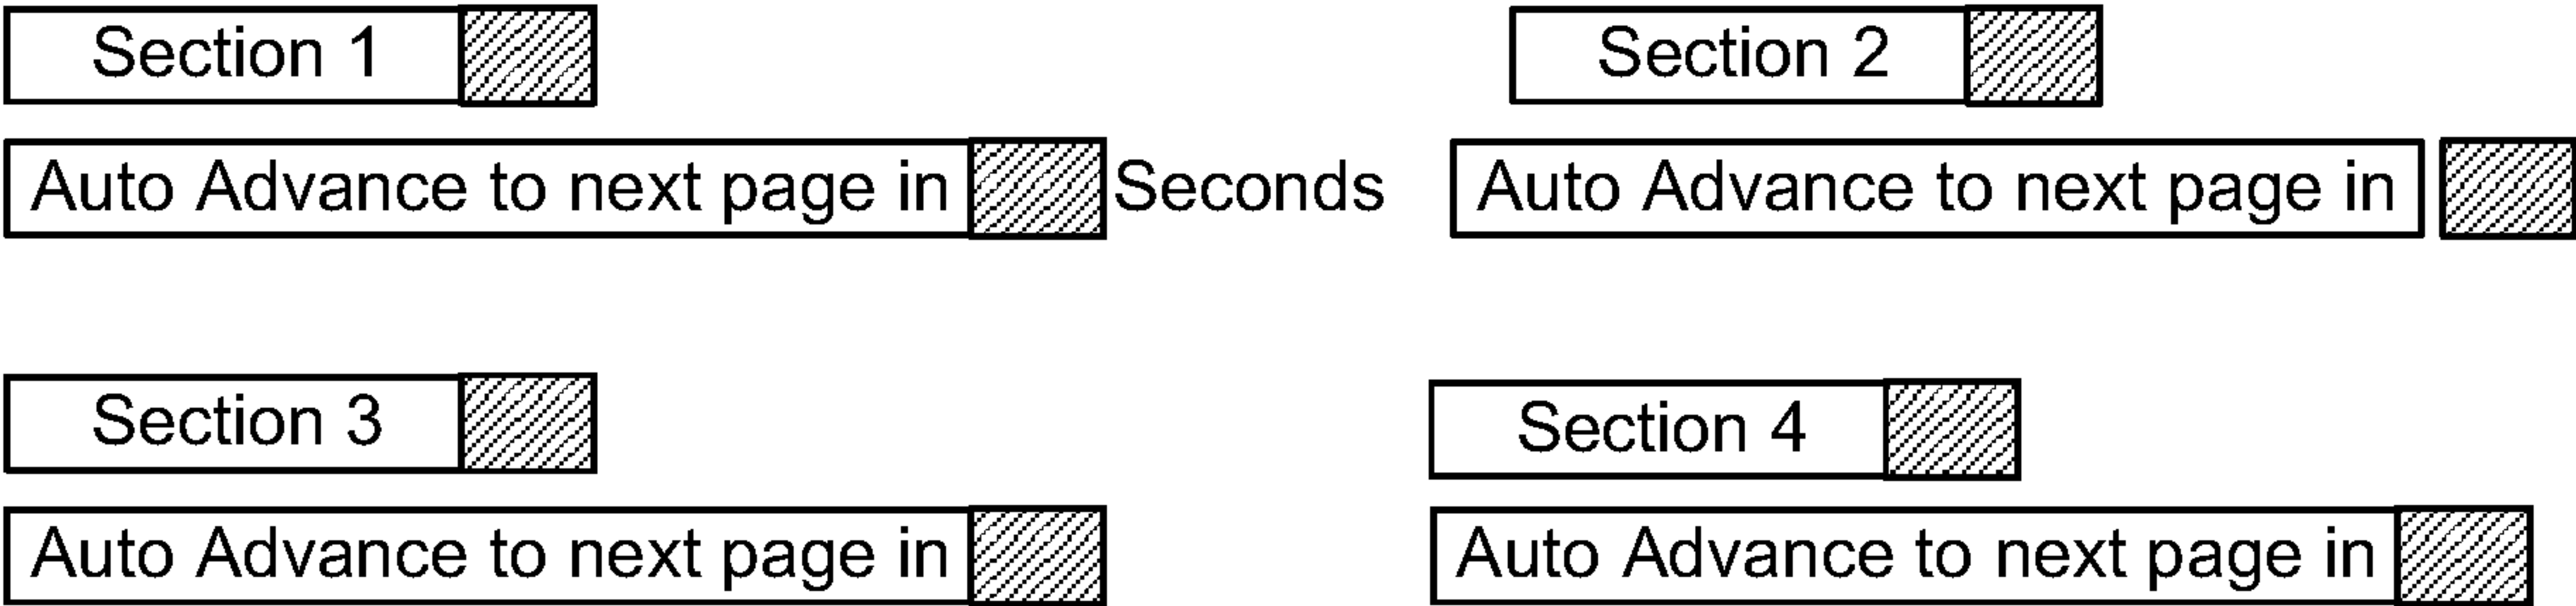 Section 1
Section 2
Auto Advance to next page in Seconds
Auto Advance to next page in
Section 3
Section 4
Auto Advance to next page in
Auto Advance to next page in